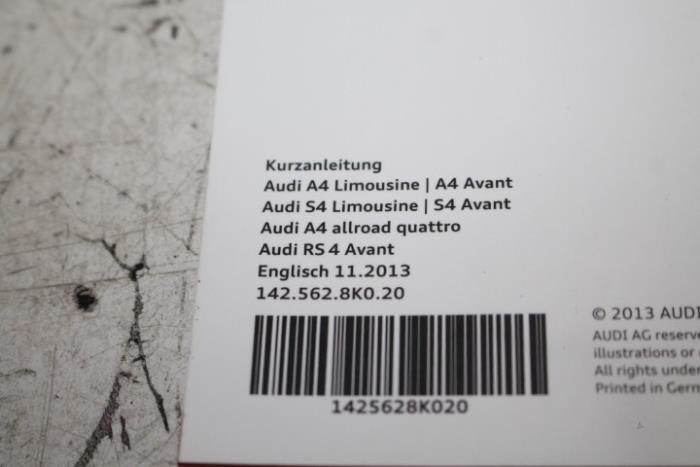 Kurzanleitung
Audi A4 Limousine | A4 Avant
Audi S4 Limousine | S4 Avant
Audi A4 allroad quattro
Audi RS 4 Avant
Englisch 11.2013
142.562.8K0.20
1425628K020
© 2013 AUDI
AUDI AG reserve
illustrations or
All rights under
Printed in Germ